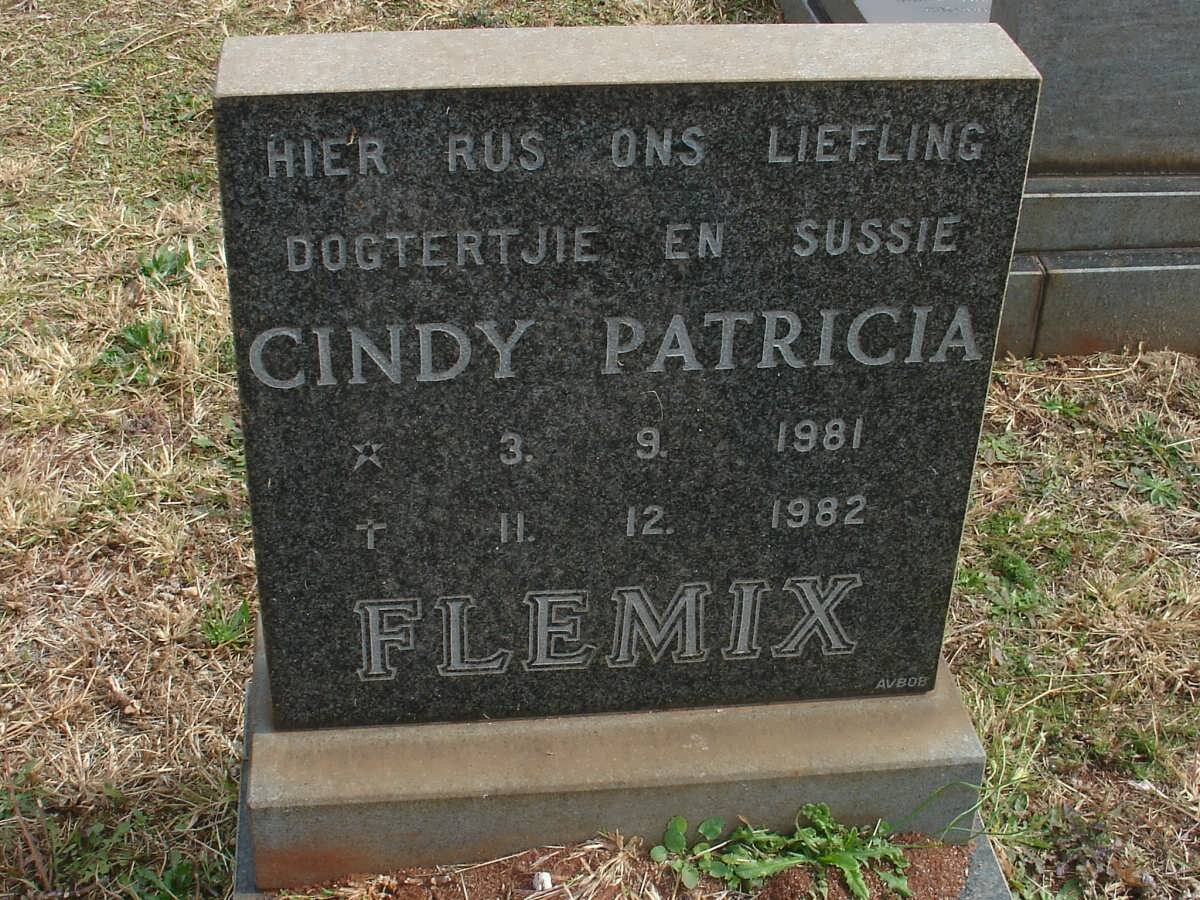 HIER RUS ONS LIEFLING
DOGTERTJIE EN SUSSIE
CINDY PATRICIA
☆ 3. 9. 1981
† 11. 12. 1982
FLEMIX
AVBOB